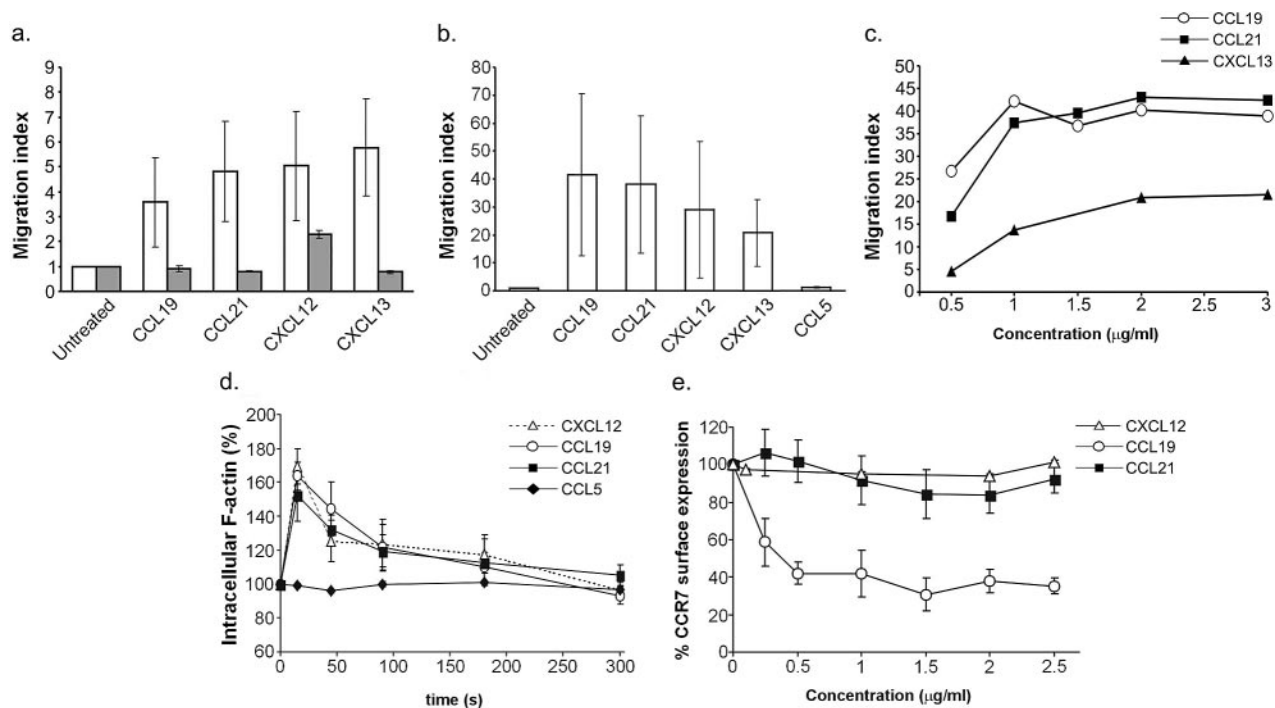 a.
Migration index
9
8
7
6
5
4
3
2
1
0
Untreated
CCL19
CCL21
CXCL12
CXCL13
b.
Migration index
80
70
60
50
40
30
20
10
0
Untreated
CCL19
CCL21
CXCL12
CXCL13
CCL5
c.
CCL19
CCL21
CXCL13
Migration index
50
45
40
35
30
25
20
15
10
5
0
0.5 1 1.5 2 2.5 3
Concentration (µg/ml)
d.
CXCL12
CCL19
CCL21
CCL5
Intracellular F-actin (%)
200
180
160
140
120
100
80
60
0 50 100 150 200 250 300
time (s)
e.
CXCL12
CCL19
CCL21
% CCR7 surface expression
120
100
80
60
40
20
0
0 0.5 1 1.5 2 2.5
Concentration (µg/ml)